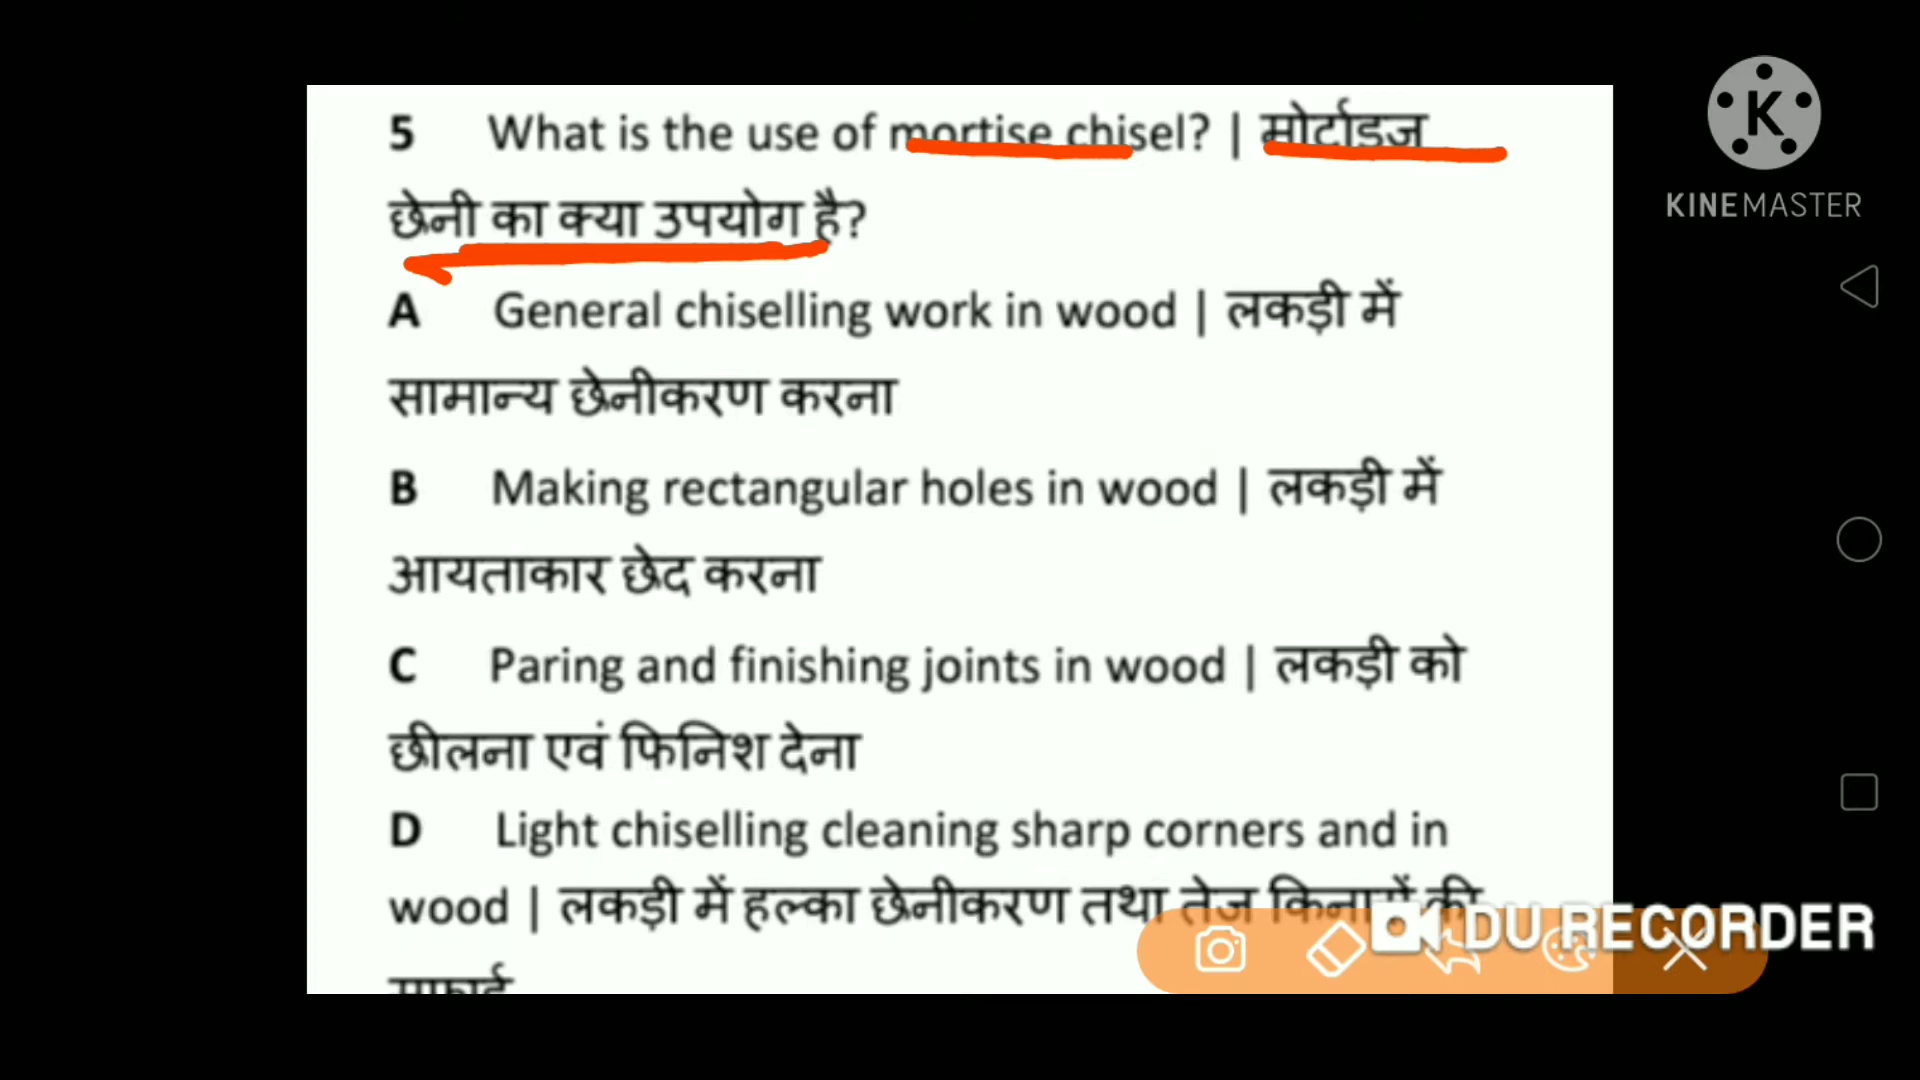 5 What is the use of mortise chisel? | मोर्टाइज
छेनी का क्या उपयोग है?
A General chiselling work in wood | लकड़ी में
सामान्य छेनीकरण करना
B Making rectangular holes in wood | लकड़ी में
आयताकार छेद करना
C Paring and finishing joints in wood | लकड़ी को
छीलना एवं फिनिश देना
D Light chiselling cleaning sharp corners and in
wood | लकड़ी में हल्का छेनीकरण तथा तेज किनारों की
सफाई
K
KINEMASTER
DU RECORDER